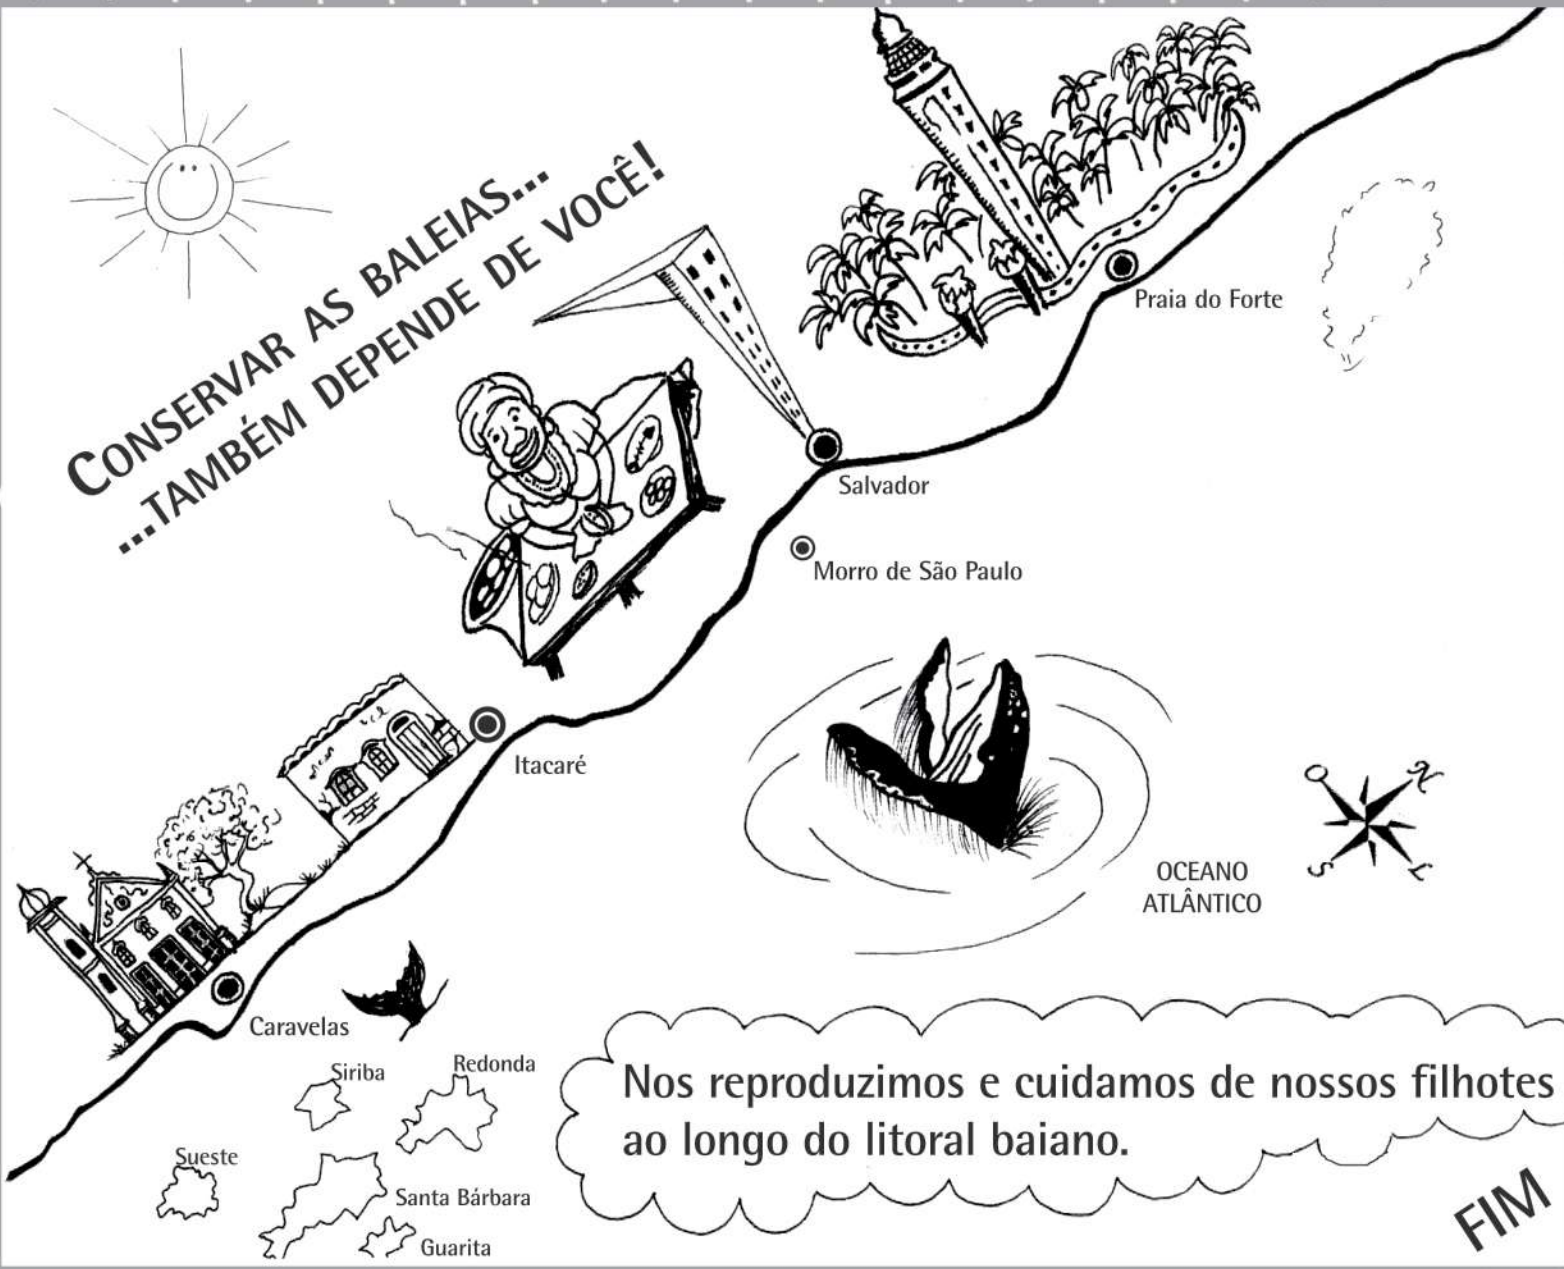 CONSERVAR AS BALEIAS...
...TAMBÉM DEPENDE DE VOCÊ!
Praia do Forte
Salvador
Morro de São Paulo
Itacaré
O N
S L
OCEANO
ATLÂNTICO
Caravelas
Siriba
Redonda
Sueste
Santa Bárbara
Guarita
Nos reproduzimos e cuidamos de nossos filhotes
ao longo do litoral baiano.
FIM